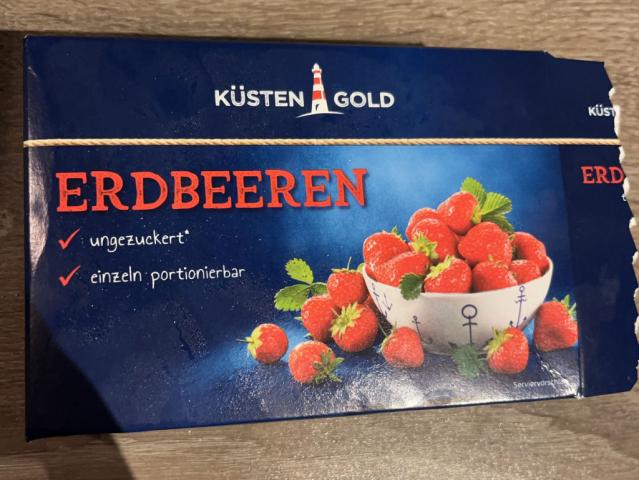 KÜSTEN GOLD
KÜST
ERDBEEREN
ERD
ungezuckert*
einzeln portionierbar